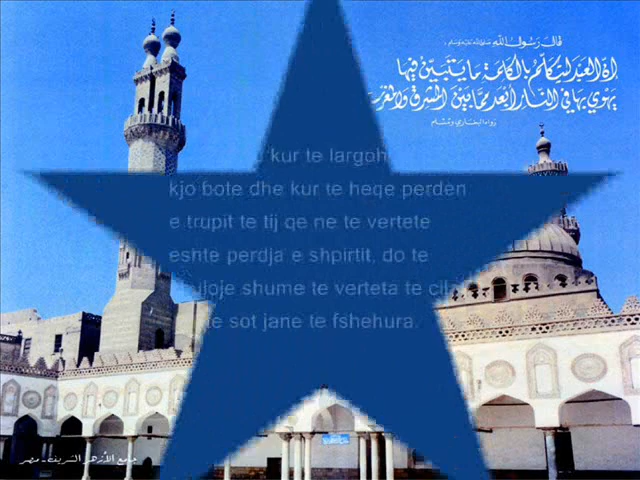 قال رسول الله صلى الله عليه وسلم :
إن العبد ليتكلم بالكلمة ما يتبين فيها
يهوي بها في النار أبعد مما بين المشرق والمغرب
رواه البخاري ومسلم
kur te largoh
kjo bote dhe kur te heqe perden
e trupit te tij qe ne te vertete
eshte perdja e shpirtit, do te
shume te verteta te cil
sot jane te fshehura.
جامع الأزهر الشريف - مصر